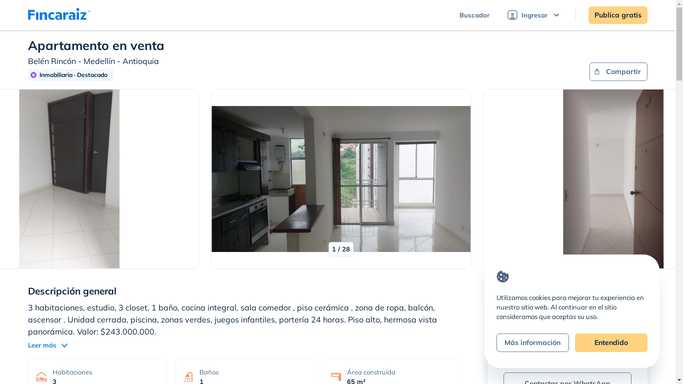 Fincaraiz
Buscador
Ingresar
Publica gratis
Apartamento en venta
Belén Rincón - Medellín - Antioquia
Inmobiliaria · Destacado
Compartir
1 / 28
Descripción general
3 habitaciones, estudio, 3 closet, 1 baño, cocina integral, sala comedor , piso cerámica , zona de ropa, balcón,
ascensor . Unidad cerrada, piscina, zonas verdes, juegos infantiles, portería 24 horas. Piso alto, hermosa vista
panorámica. Valor: $243.000.000.
Leer más
Habitaciones
3
Baños
1
Área construida
65 m²
Utilizamos cookies para mejorar tu experiencia en
nuestro sitio web. Al continuar en el sitio
consideramos que aceptas su uso.
Más información
Entendido
Contactar por WhatsApp